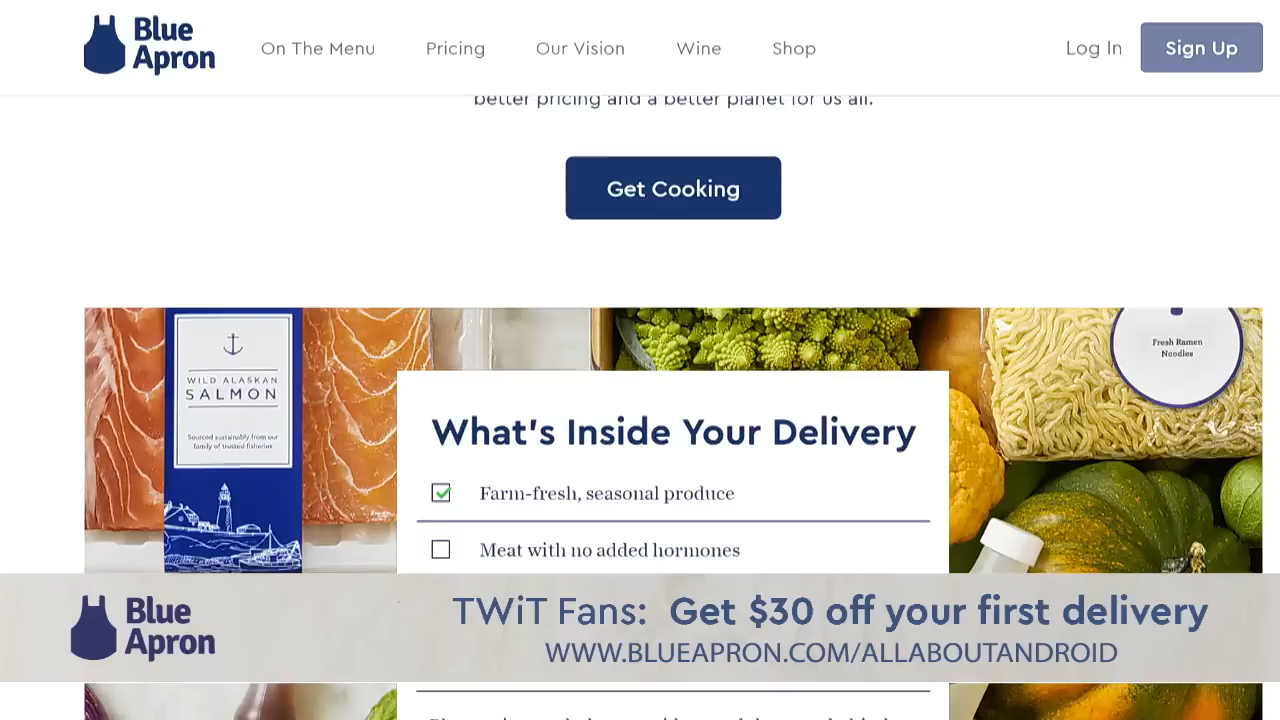 Blue
Apron
On The Menu
Pricing
Our Vision
Wine
Shop
Log In
Sign Up
better pricing and a better planet for us all.
Get Cooking
WILD ALASKAN
SALMON
Sourced sustainably from our
family of trusted fisheries
Fresh Ramen
Noodles
What's Inside Your Delivery
Farm-fresh, seasonal produce
Meat with no added hormones
Blue
Apron
TWiT Fans: Get $30 off your first delivery
WWW.BLUEAPRON.COM/ALLABOUTANDROID